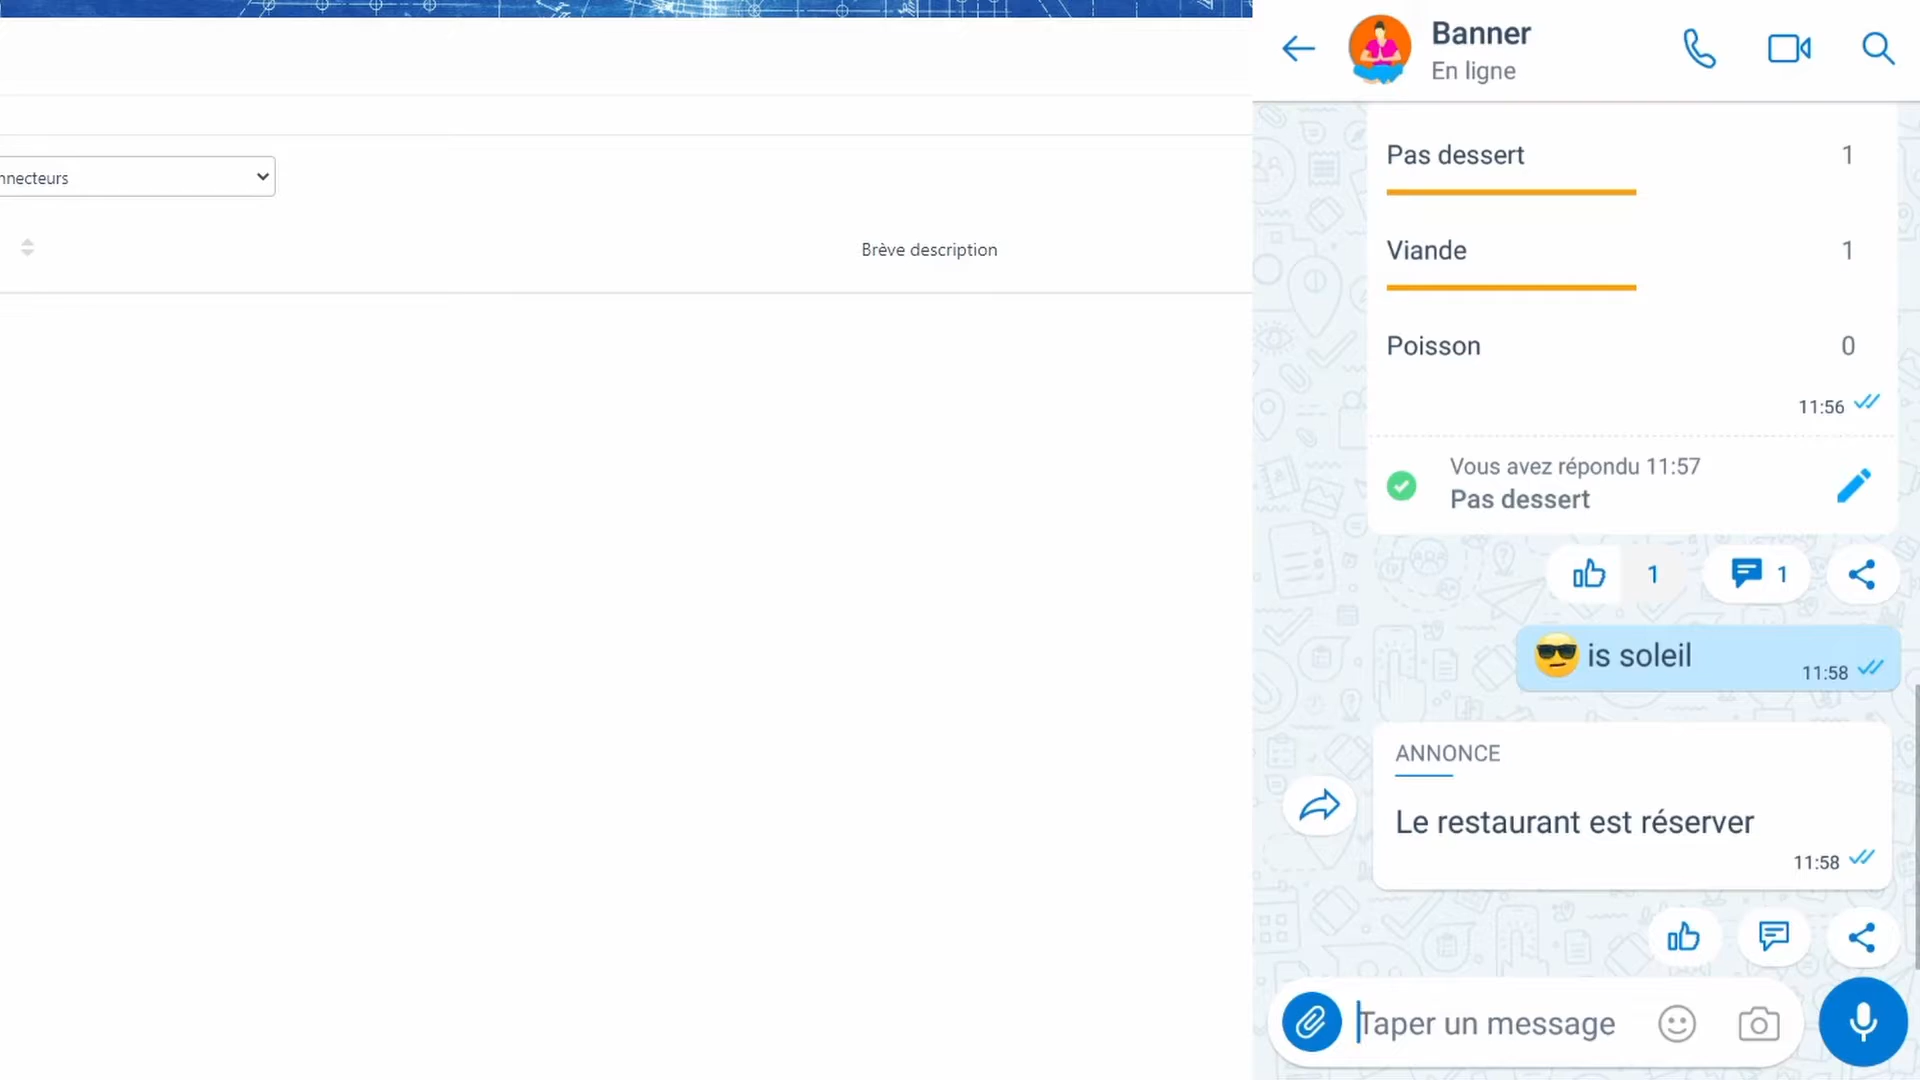 nnecteurs
Brève description
Banner
En ligne
Pas dessert 1
Viande 1
Poisson 0
11:56
Vous avez répondu 11:57
Pas dessert
1 1
is soleil
11:58
ANNONCE
Le restaurant est réserver
11:58
Taper un message